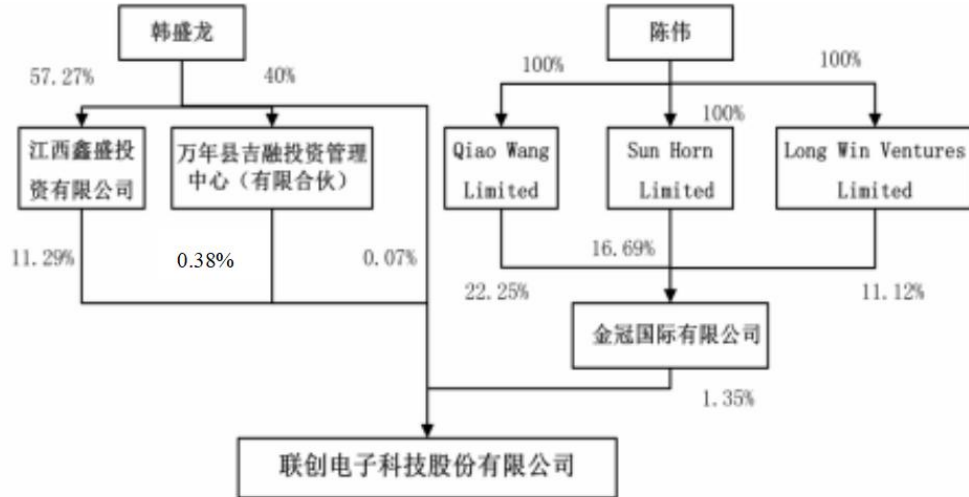 韩盛龙
陈伟
57.27%
40%
100%
100%
100%
江西鑫盛投
资有限公司
万年县吉融投资管理
中心（有限合伙）
Qiao Wang
Limited
Sun Horn
Limited
Long Win Ventures
Limited
11.29%
0.38%
0.07%
16.69%
22.25%
11.12%
金冠国际有限公司
1.35%
联创电子科技股份有限公司